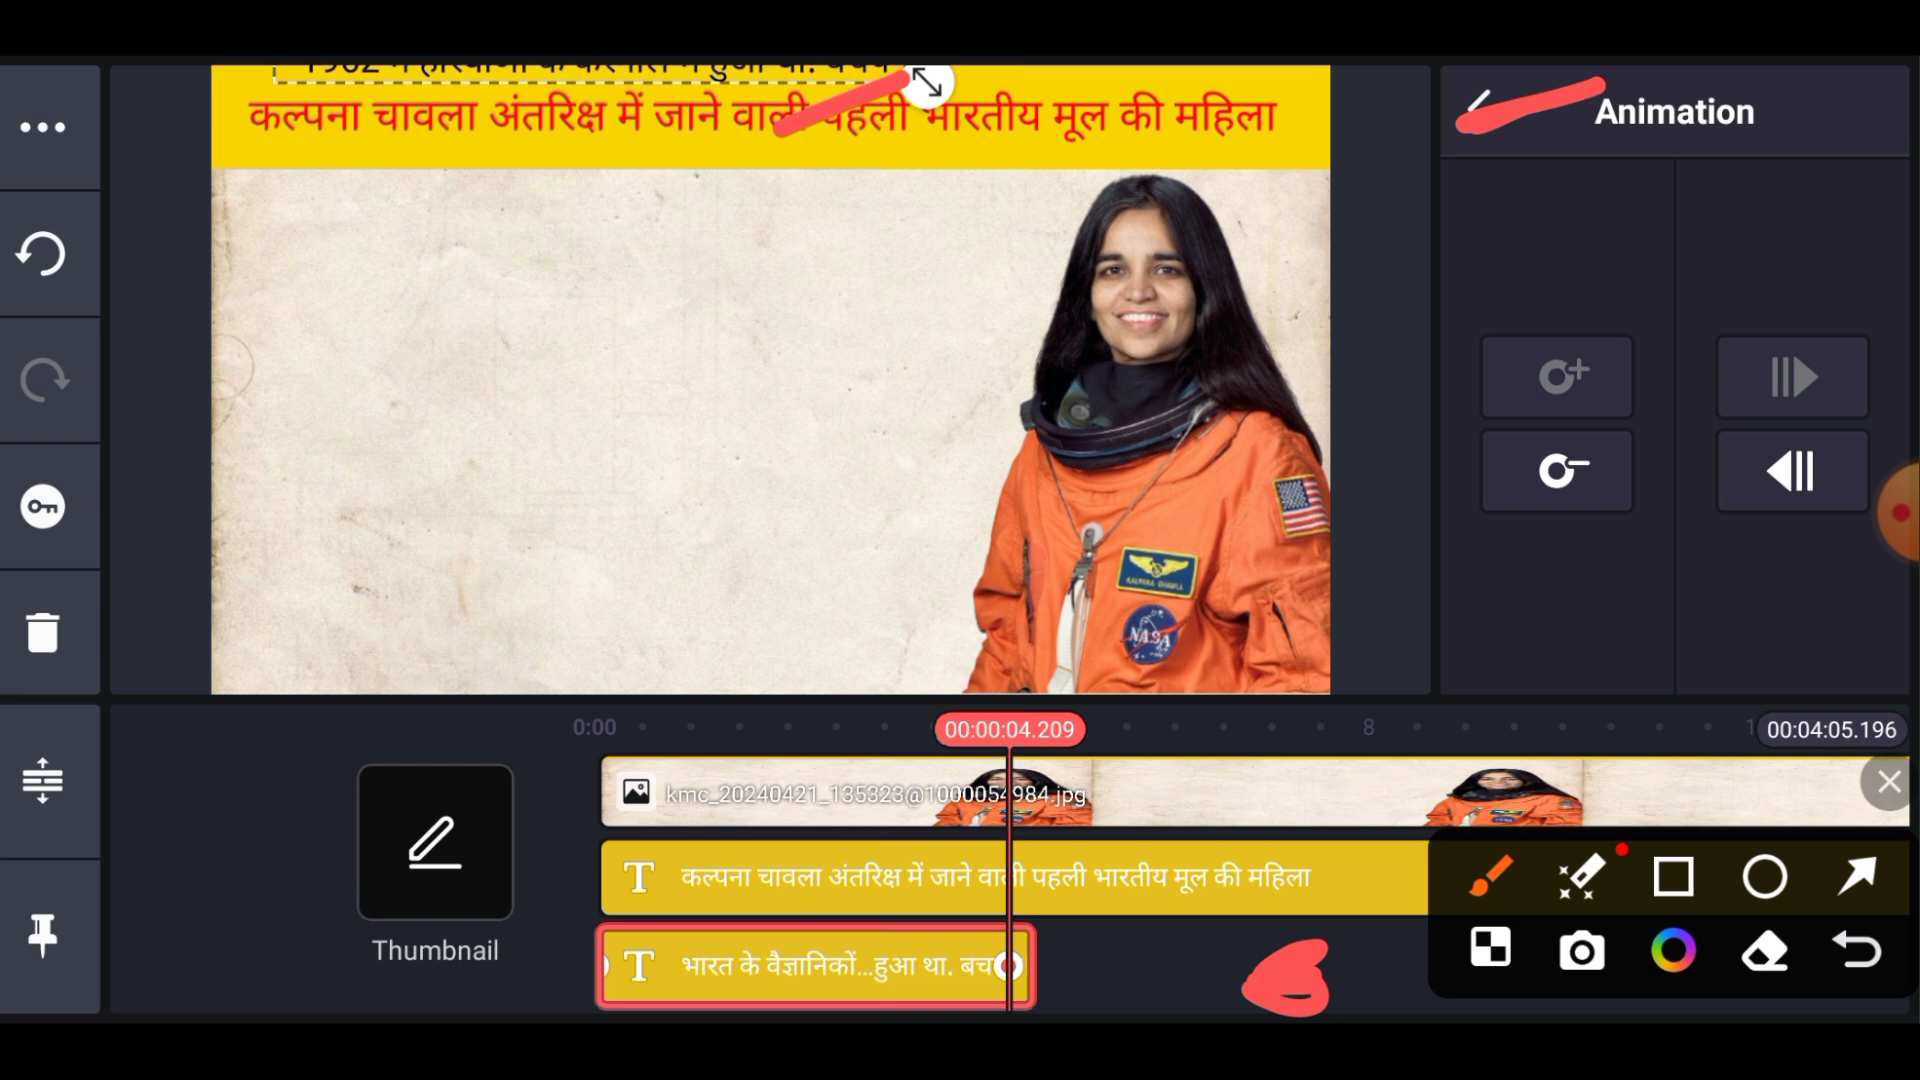 कल्पना चावला अंतरिक्ष में जाने वाली पहली भारतीय मूल की महिला
Animation
KALPANA CHAWLA
NASA
0:00
00:00:04.209
8
00:04:05.196
kmc_20240421_135323@1000054984.jpg
T कल्पना चावला अंतरिक्ष में जाने वाली पहली भारतीय मूल की महिला
T भारत के वैज्ञानिकों...हुआ था. बच
Thumbnail